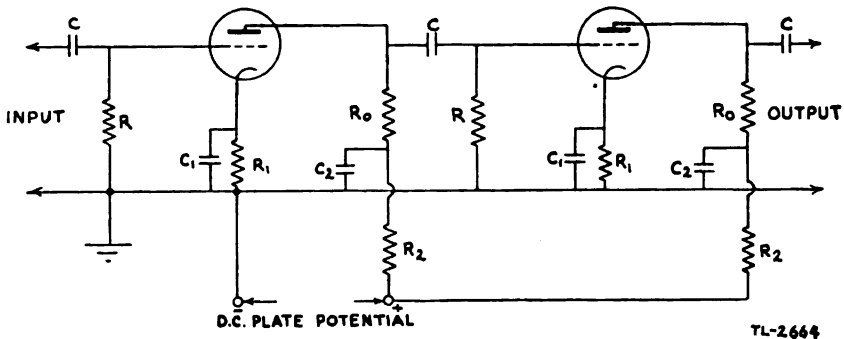 C
C
C
INPUT
R
R₀
R
R₀
OUTPUT
C₁
R₁
C₂
C₁
R₁
C₂
R₂
R₂
- +
D.C. PLATE POTENTIAL
TL-2664